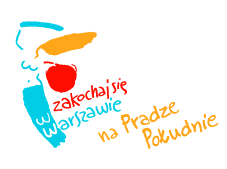 zakochaj się
w Warszawie
na Pradze
Południe